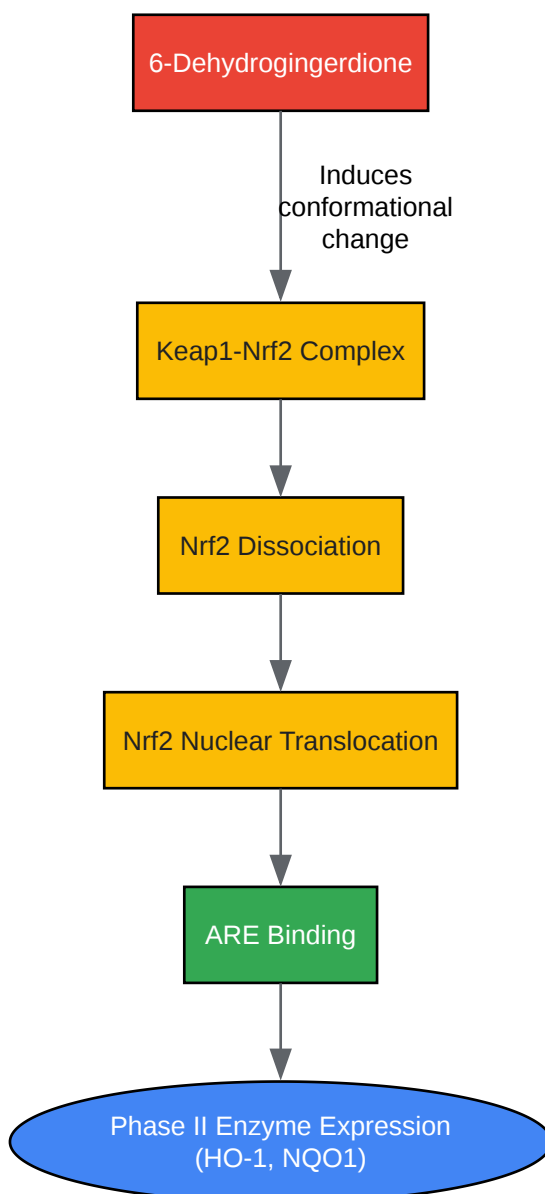 6-Dehydrogingerdione
Induces
conformational
change
Keap1-Nrf2 Complex
Nrf2 Dissociation
Nrf2 Nuclear Translocation
ARE Binding
Phase II Enzyme Expression
(HO-1, NQO1)